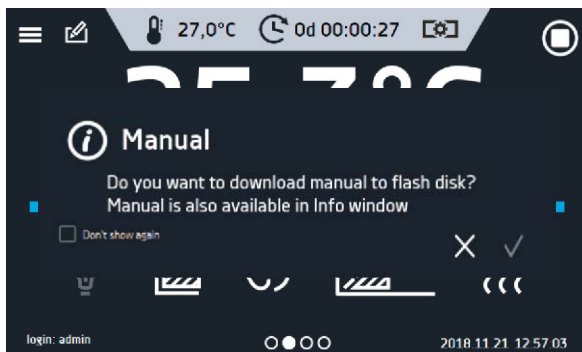 27,0°C 0d 00:00:27
Manual
Do you want to download manual to flash disk?
Manual is also available in Info window
Don't show again
login: admin 2018.11.21 12:57:03